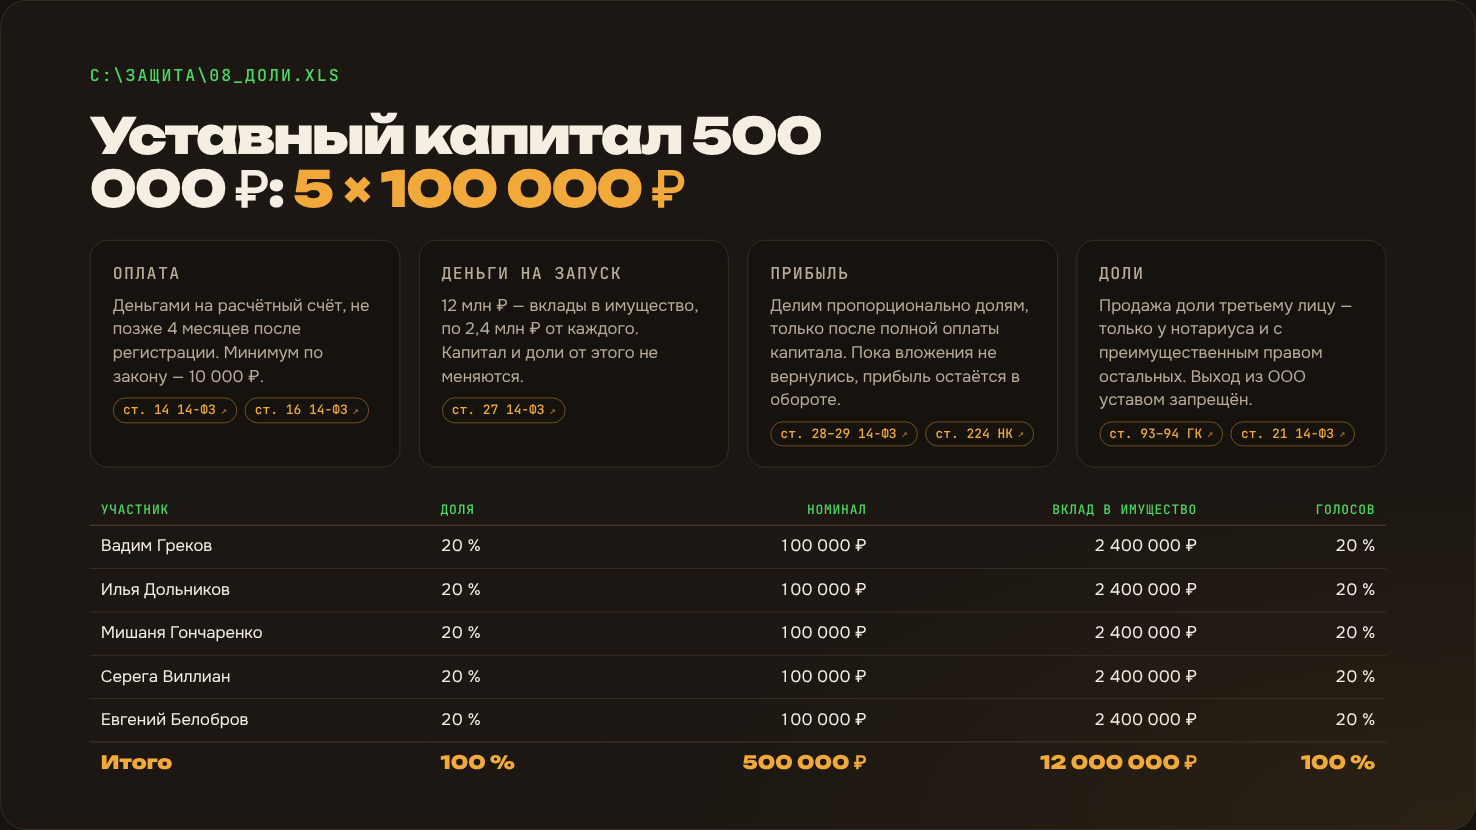 C:\ЗАЩИТА\08_ДОЛИ.XLS
Уставный капитал 500
000 ₽: 5 × 100 000 ₽
ОПЛАТА
Деньгами на расчётный счёт, не
позже 4 месяцев после
регистрации. Минимум по
закону — 10 000 ₽.
ст. 14 14-ФЗ ↗ ст. 16 14-ФЗ ↗
ДЕНЬГИ НА ЗАПУСК
12 млн ₽ — вклады в имущество,
по 2,4 млн ₽ от каждого.
Капитал и доли от этого не
меняются.
ст. 27 14-ФЗ ↗
ПРИБЫЛЬ
Делим пропорционально долям,
только после полной оплаты
капитала. Пока вложения не
вернулись, прибыль остаётся в
обороте.
ст. 28–29 14-ФЗ ↗ ст. 224 НК ↗
ДОЛИ
Продажа доли третьему лицу —
только у нотариуса и с
преимущественным правом
остальных. Выход из ООО
уставом запрещён.
ст. 93–94 ГК ↗ ст. 21 14-ФЗ ↗
УЧАСТНИК ДОЛЯ НОМИНАЛ ВКЛАД В ИМУЩЕСТВО ГОЛОСОВ
Вадим Греков 20 % 100 000 ₽ 2 400 000 ₽ 20 %
Илья Дольников 20 % 100 000 ₽ 2 400 000 ₽ 20 %
Мишаня Гончаренко 20 % 100 000 ₽ 2 400 000 ₽ 20 %
Серега Виллиан 20 % 100 000 ₽ 2 400 000 ₽ 20 %
Евгений Белобров 20 % 100 000 ₽ 2 400 000 ₽ 20 %
Итого 100 % 500 000 ₽ 12 000 000 ₽ 100 %